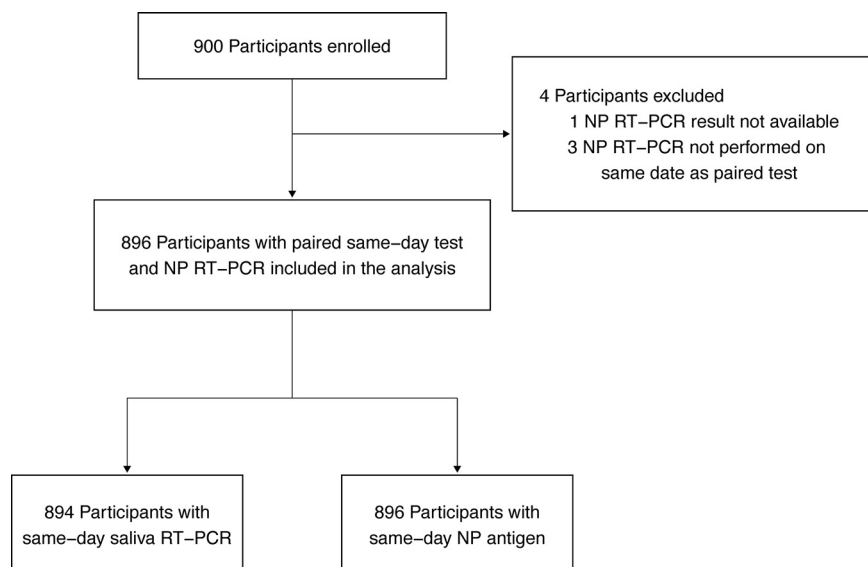 900 Participants enrolled
4 Participants excluded
1 NP RT−PCR result not available
3 NP RT−PCR not performed on
same date as paired test
896 Participants with paired same−day test
and NP RT−PCR included in the analysis
894 Participants with
same−day saliva RT−PCR
896 Participants with
same−day NP antigen